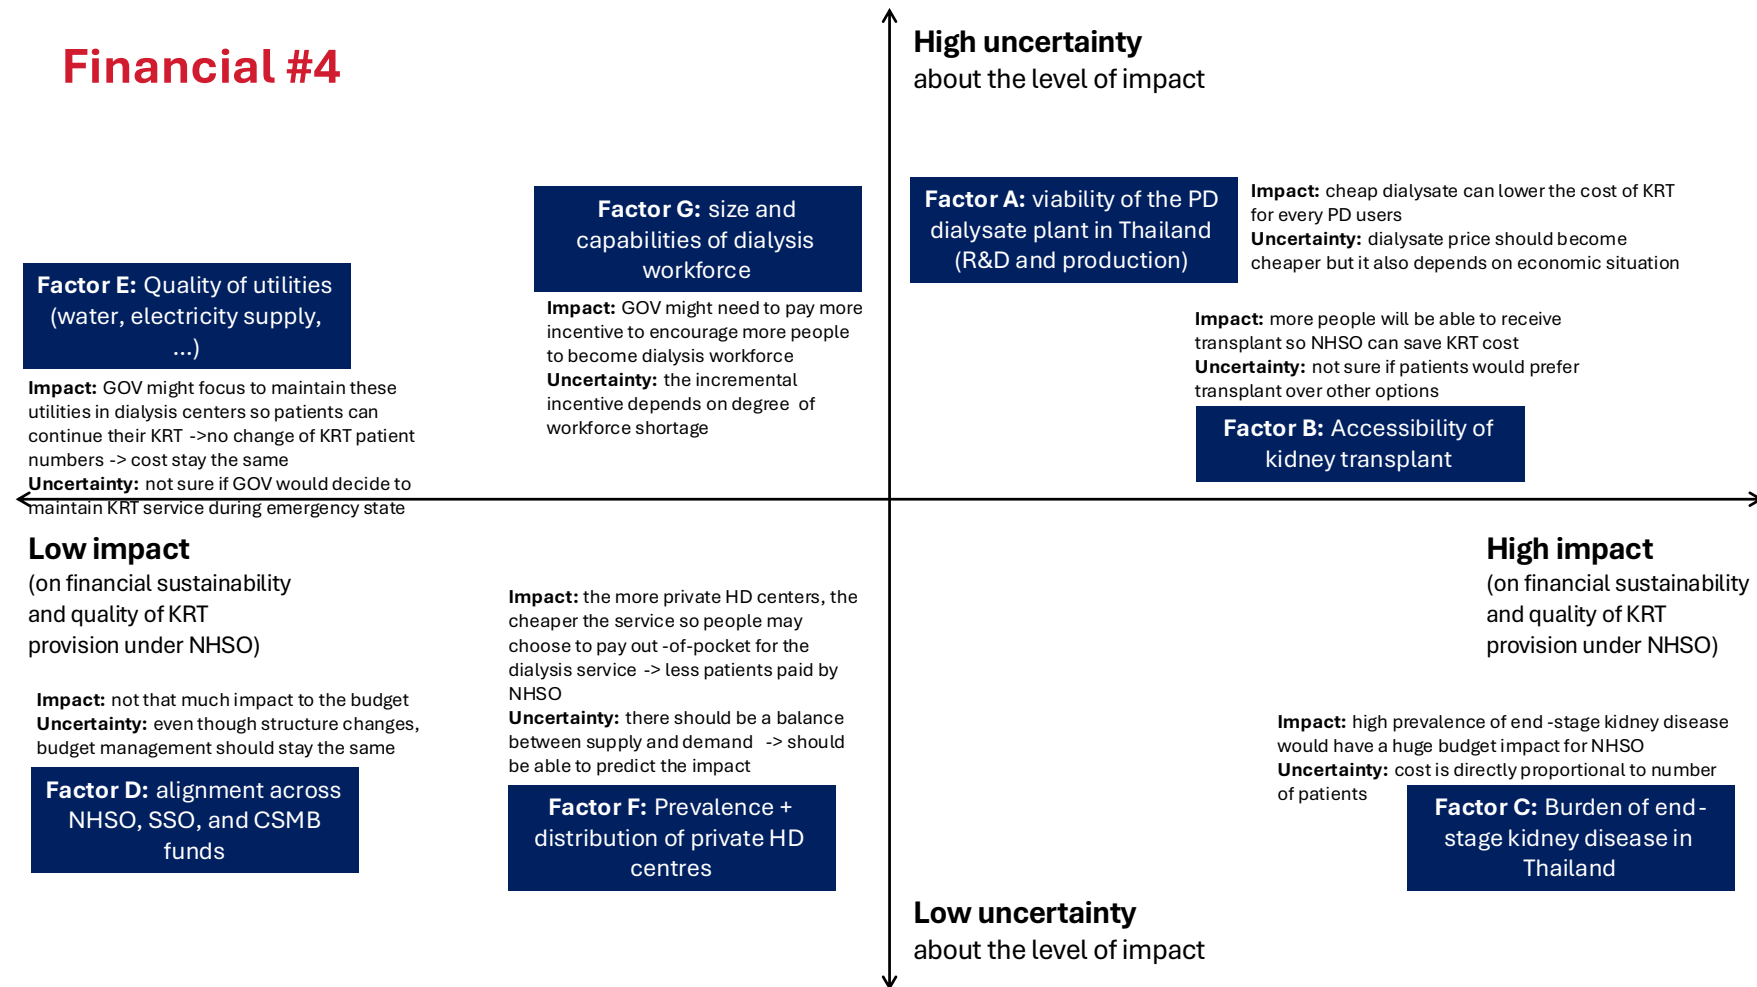 Financial #4
High uncertainty
about the level of impact
Factor A: viability of the PD
dialysate plant in Thailand
(R&D and production)
Impact: cheap dialysate can lower the cost of KRT
for every PD users
Uncertainty: dialysate price should become
cheaper but it also depends on economic situation
Factor G: size and
capabilities of dialysis
workforce
Impact: GOV might need to pay more
incentive to encourage more people
to become dialysis workforce
Uncertainty: the incremental
incentive depends on degree of
workforce shortage
Factor E: Quality of utilities
(water, electricity supply,
...)
Impact: GOV might focus to maintain these
utilities in dialysis centers so patients can
continue their KRT ->no change of KRT patient
numbers -> cost stay the same
Uncertainty: not sure if GOV would decide to
maintain KRT service during emergency state
Impact: more people will be able to receive
transplant so NHSO can save KRT cost
Uncertainty: not sure if patients would prefer
transplant over other options
Factor B: Accessibility of
kidney transplant
Low impact
(on financial sustainability
and quality of KRT
provision under NHSO)
High impact
(on financial sustainability
and quality of KRT
provision under NHSO)
Impact: not that much impact to the budget
Uncertainty: even though structure changes,
budget management should stay the same
Factor D: alignment across
NHSO, SSO, and CSMB
funds
Impact: the more private HD centers, the
cheaper the service so people may
choose to pay out -of-pocket for the
dialysis service -> less patients paid by
NHSO
Uncertainty: there should be a balance
between supply and demand -> should
be able to predict the impact
Factor F: Prevalence +
distribution of private HD
centres
Impact: high prevalence of end -stage kidney disease
would have a huge budget impact for NHSO
Uncertainty: cost is directly proportional to number
of patients
Factor C: Burden of end-
stage kidney disease in
Thailand
Low uncertainty
about the level of impact